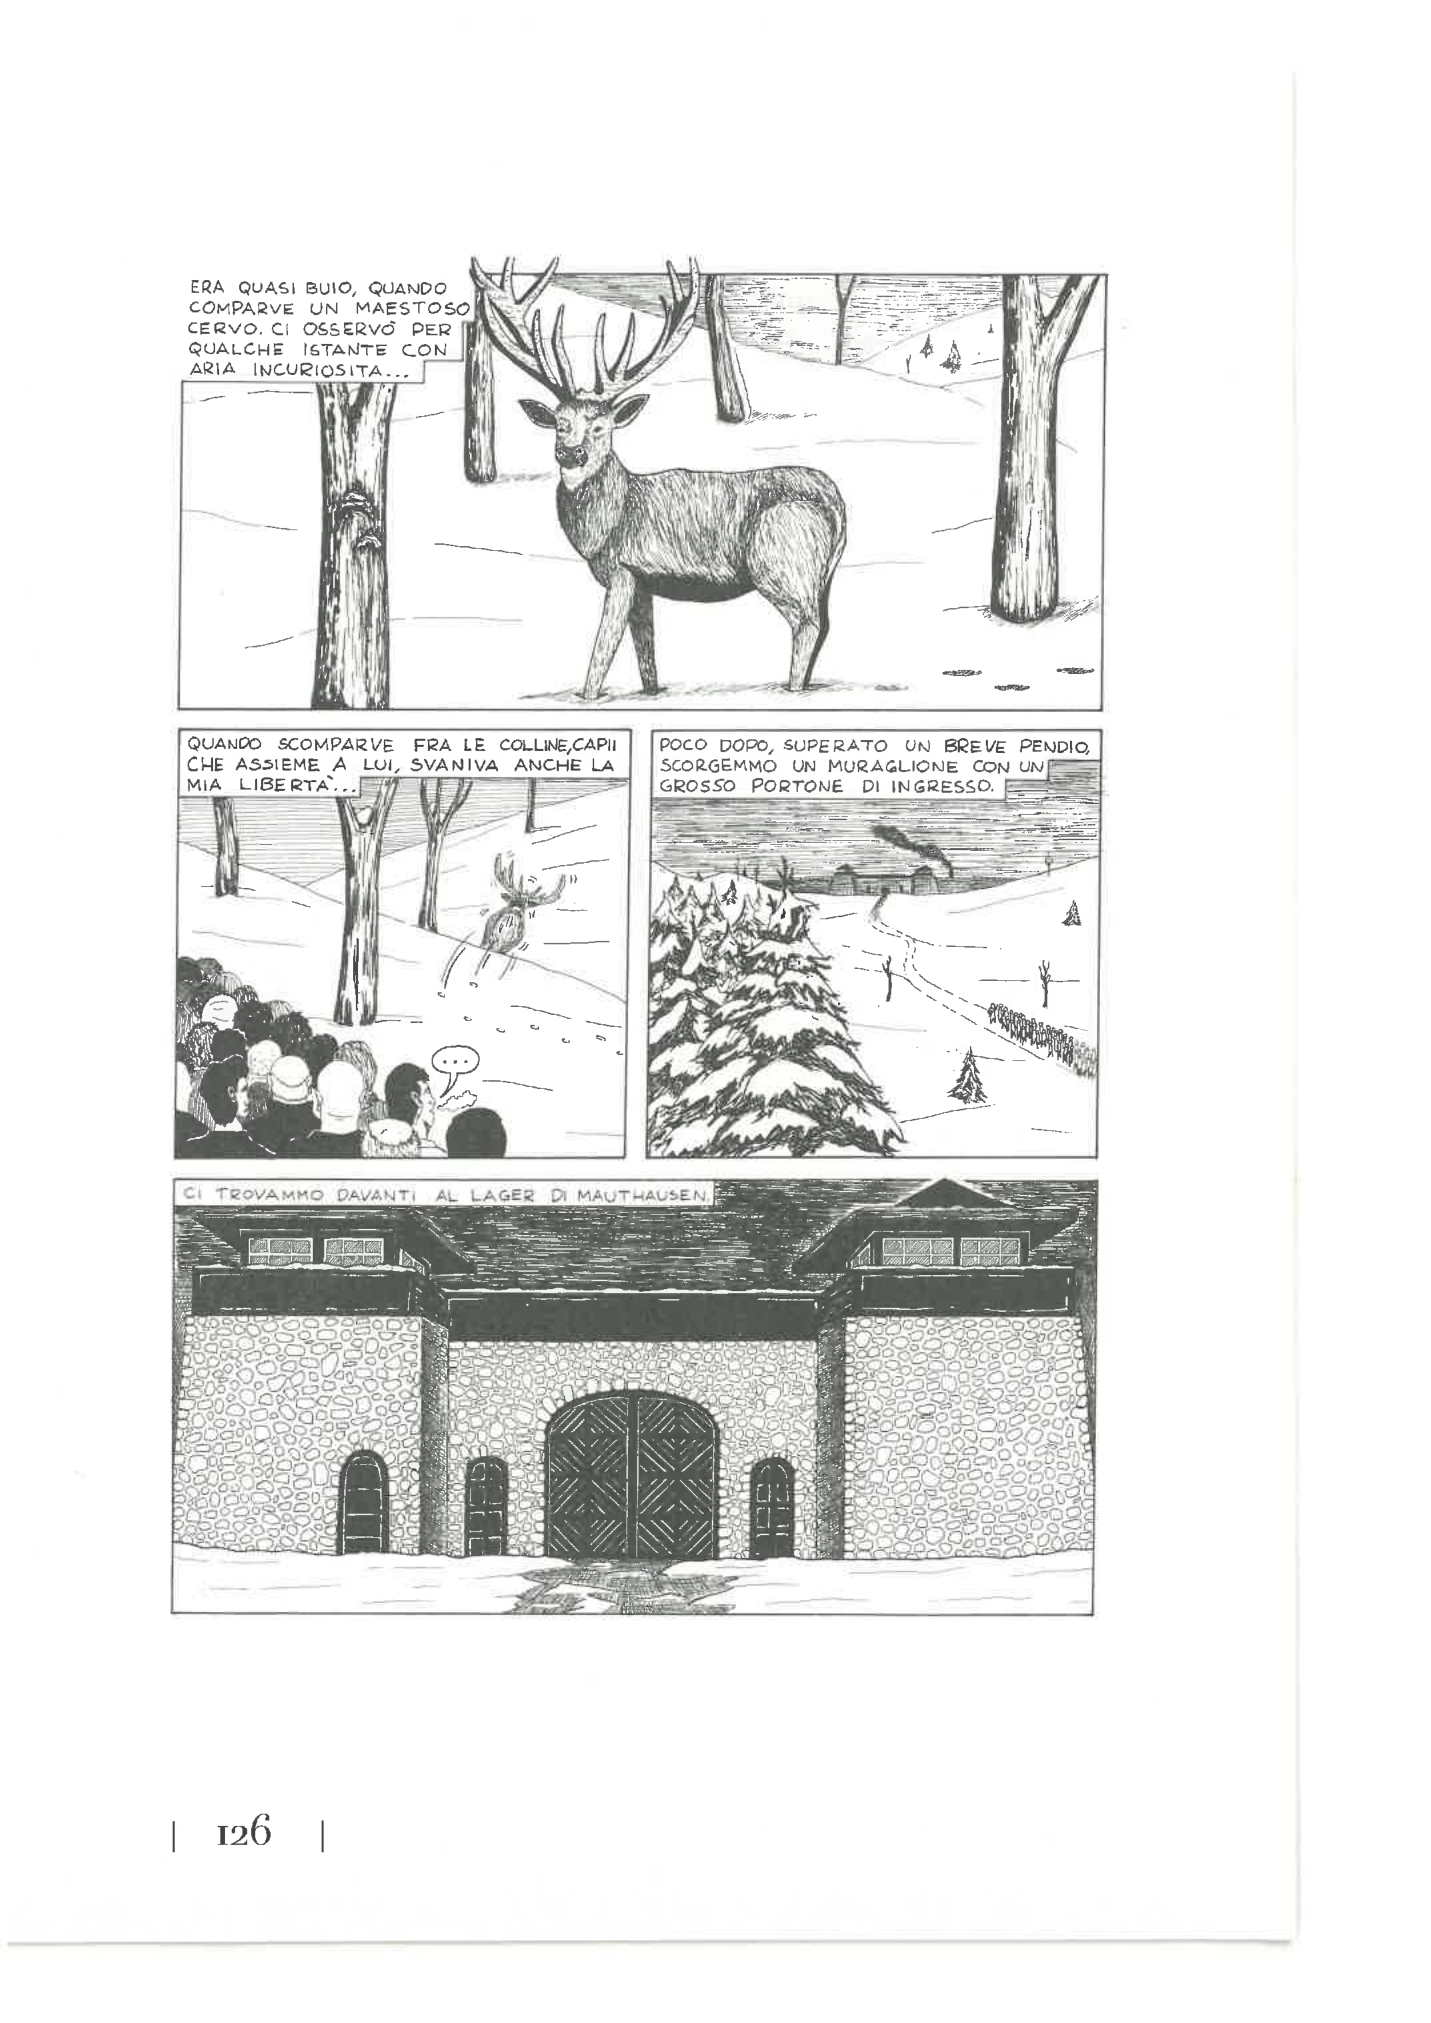 ERA QUASI BUIO, QUANDO
COMPARVE UN MAESTOSO
CERVO. CI OSSERVÒ PER
QUALCHE ISTANTE CON
ARIA INCURIOSITA...
QUANDO SCOMPARVE FRA LE COLLINE, CAPII
CHE ASSIEME A LUI, SVANIVA ANCHE LA
MIA LIBERTÀ...
...
POCO DOPO, SUPERATO UN BREVE PENDIO,
SCORGEMMO UN MURAGLIONE CON UN
GROSSO PORTONE DI INGRESSO.
CI TROVAMMO DAVANTI AL LAGER DI MAUTHAUSEN.
| 126 |